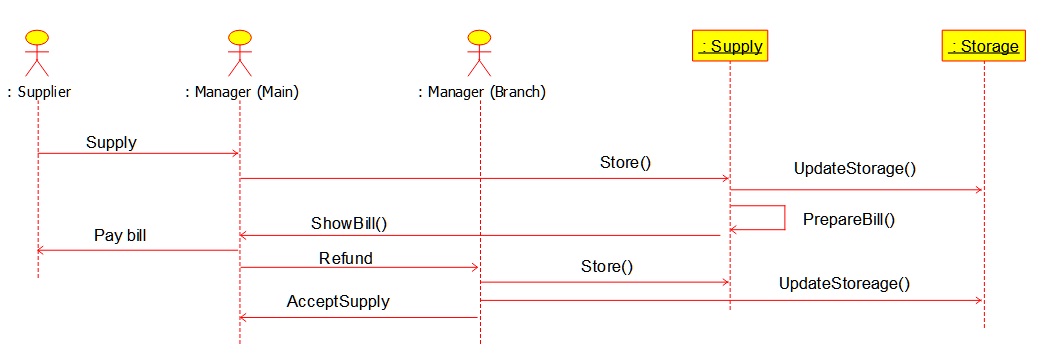 : Supply
: Storage
: Supplier
: Manager (Main)
: Manager (Branch)
Supply
Store()
UpdateStorage()
PrepareBill()
ShowBill()
Pay bill
Refund
Store()
UpdateStoreage()
AcceptSupply